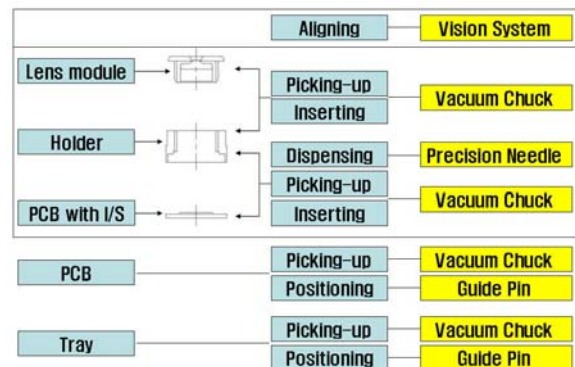 Aligning Vision System
Lens module
Picking-up
Inserting
Vacuum Chuck
Holder
Dispensing Precision Needle
Picking-up
Inserting
Vacuum Chuck
PCB with I/S
PCB
Picking-up Vacuum Chuck
Positioning Guide Pin
Tray
Picking-up Vacuum Chuck
Positioning Guide Pin